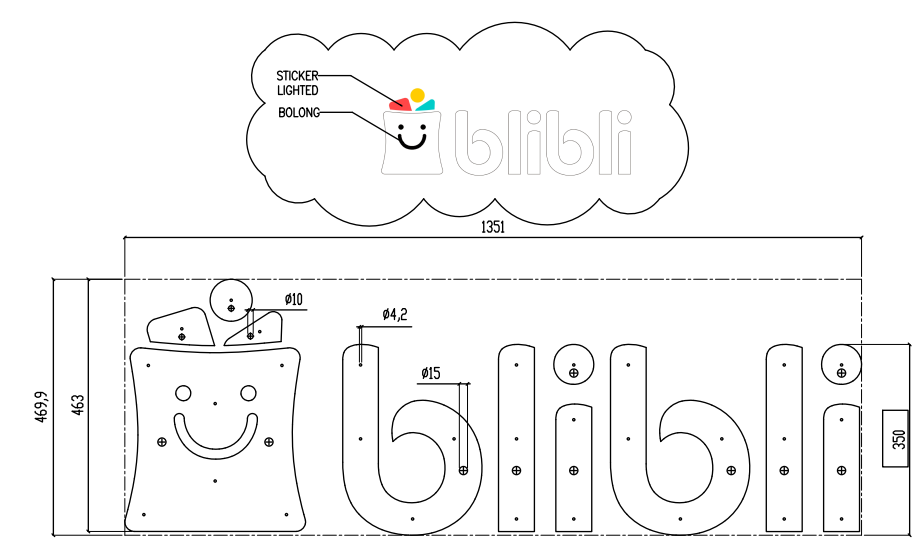 STICKER
LIGHTED
BOLONG
blibli
1351
Ø10
Ø4,2
Ø15
469,9
463
350
blibli